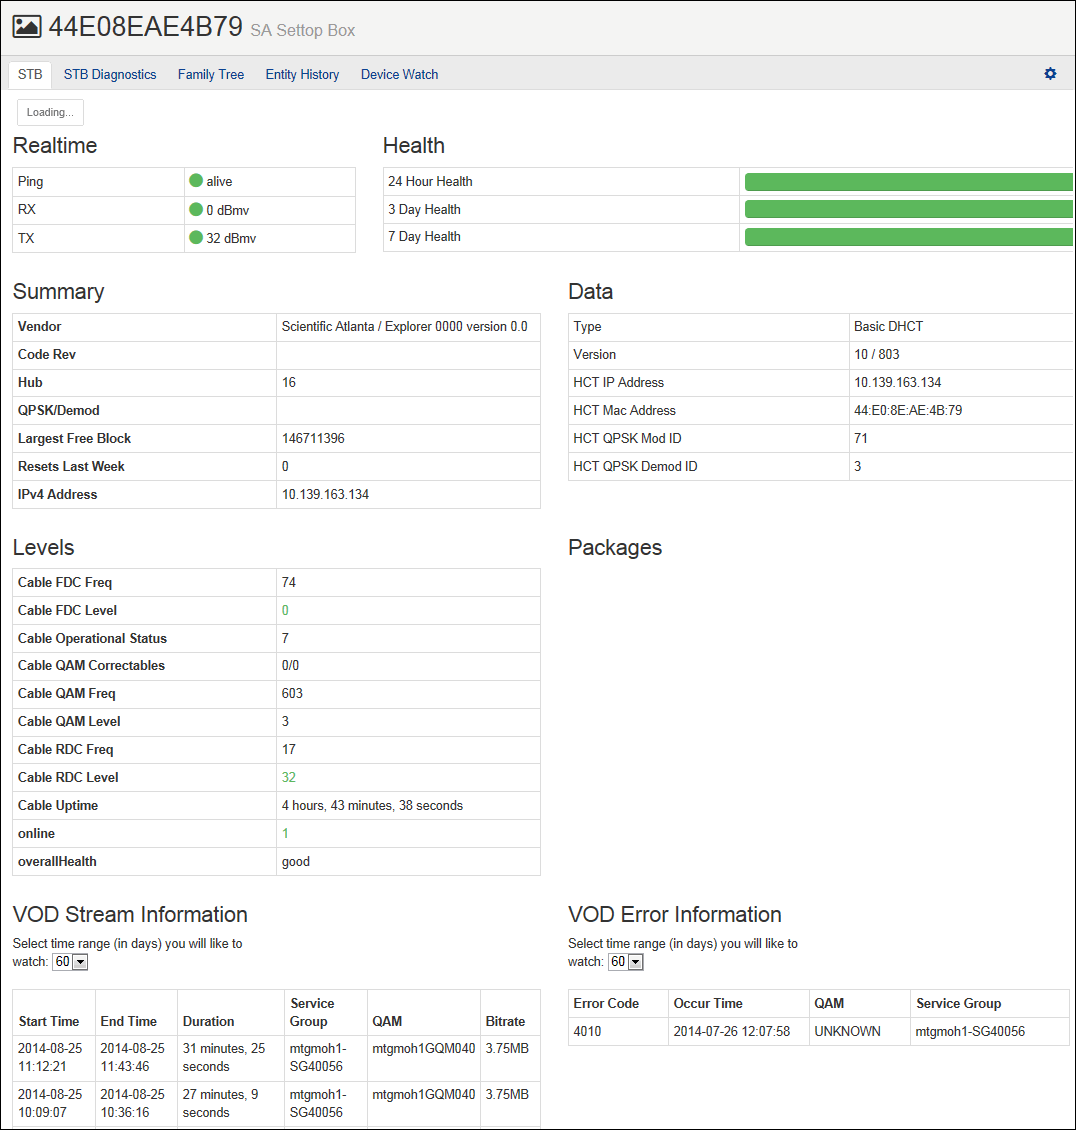 44E08EAE4B79 SA Settop Box
STB STB Diagnostics Family Tree Entity History Device Watch
Loading...
Realtime
Ping alive
RX 0 dBmv
TX 32 dBmv
Health
24 Hour Health
3 Day Health
7 Day Health
Summary
Vendor Scientific Atlanta / Explorer 0000 version 0.0
Code Rev
Hub 16
QPSK/Demod
Largest Free Block 146711396
Resets Last Week 0
IPv4 Address 10.139.163.134
Data
Type Basic DHCT
Version 10 / 803
HCT IP Address 10.139.163.134
HCT Mac Address 44:E0:8E:AE:4B:79
HCT QPSK Mod ID 71
HCT QPSK Demod ID 3
Levels
Cable FDC Freq 74
Cable FDC Level 0
Cable Operational Status 7
Cable QAM Correctables 0/0
Cable QAM Freq 603
Cable QAM Level 3
Cable RDC Freq 17
Cable RDC Level 32
Cable Uptime 4 hours, 43 minutes, 38 seconds
online 1
overallHealth good
Packages
VOD Stream Information
Select time range (in days) you will like to
watch: 60
Start Time End Time Duration Service Group QAM Bitrate
2014-08-25 11:12:21 2014-08-25 11:43:46 31 minutes, 25 seconds mtgmoh1-SG40056 mtgmoh1GQM040 3.75MB
2014-08-25 10:09:07 2014-08-25 10:36:16 27 minutes, 9 seconds mtgmoh1-SG40056 mtgmoh1GQM040 3.75MB
VOD Error Information
Select time range (in days) you will like to
watch: 60
Error Code Occur Time QAM Service Group
4010 2014-07-26 12:07:58 UNKNOWN mtgmoh1-SG40056